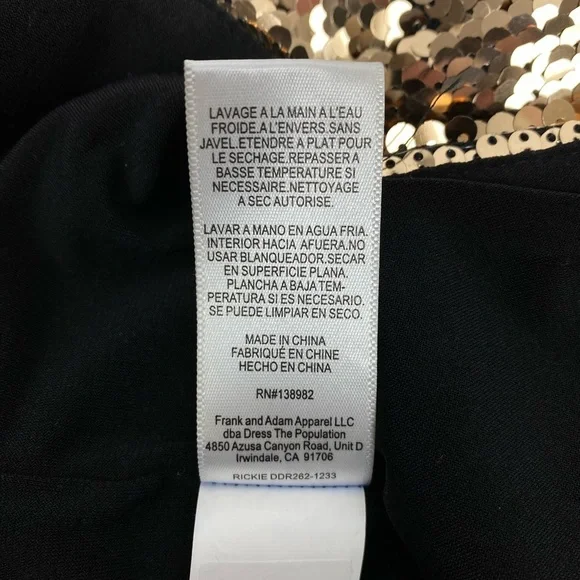 LAVAGE A LA MAIN A L'EAU
FROIDE.A L'ENVERS.SANS
JAVEL.ETENDRE A PLAT POUR
LE SECHAGE.REPASSER A
BASSE TEMPERATURE SI
NECESSAIRE.NETTOYAGE
A SEC AUTORISE.
LAVAR A MANO EN AGUA FRIA.
INTERIOR HACIA AFUERA.NO
USAR BLANQUEADOR.SECAR
EN SUPERFICIE PLANA.
PLANCHA A BAJA TEM-
PERATURA SI ES NECESARIO.
SE PUEDE LIMPIAR EN SECO.
MADE IN CHINA
FABRIQUÉ EN CHINE
HECHO EN CHINA
RN#138982
Frank and Adam Apparel LLC
dba Dress The Population
4850 Azusa Canyon Road, Unit D
Irwindale, CA 91706
RICKIE DDR262-1233